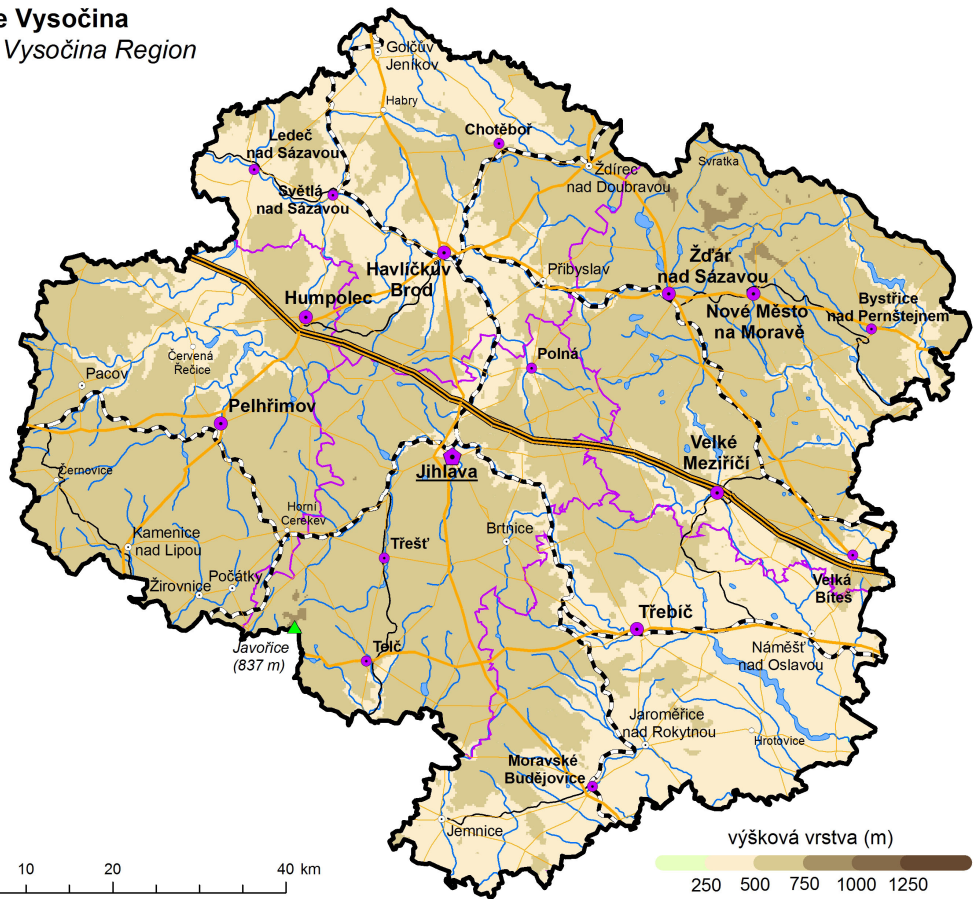 e Vysočina
Vysočina Region
Golčův
Jeníkov
Habry
Chotěboř
Ledeč
nad Sázavou
Světlá
nad Sázavou
Ždírec
nad Doubravou
Svratka
Havlíčkův
Brod
Přibyslav
Žďár
nad Sázavou
Humpolec
Nové Město
na Moravě
Bystřice
nad Pernštejnem
Červená
Řečice
Polná
Pacov
Pelhřimov
Velké
Meziříčí
Jihlava
Černovice
Horní
Cerekev
Brtnice
Kamenice
nad Lipou
Třešť
Žirovnice
Počátky
Velká
Bíteš
Třebíč
Javořice
(837 m)
Telč
Náměšť
nad Oslavou
Jaroměřice
nad Rokytnou
Hrotovice
Moravské
Budějovice
Jemnice
výšková vrstva (m)
250 500 750 1000 1250
10 20 40 km